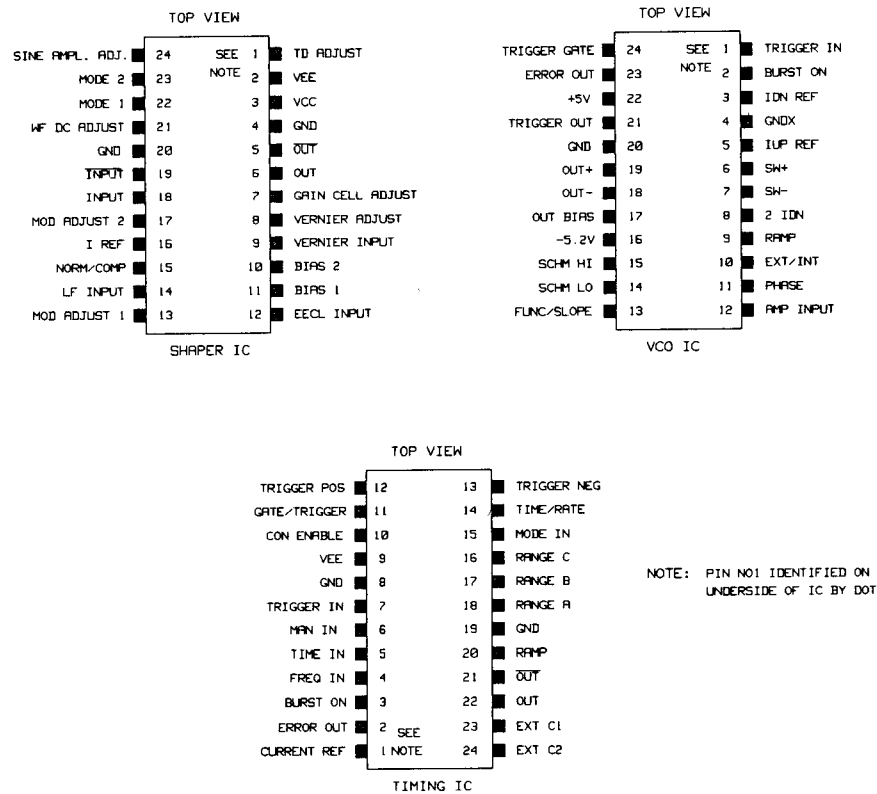 TOP VIEW
SINE AMPL. ADJ. 24 SEE 1 TD ADJUST
MODE 2 23 NOTE 2 VEE
MODE 1 22 3 VCC
WF DC ADJUST 21 4 GND
GND 20 5 OUT
INPUT 19 6 OUT
INPUT 18 7 GAIN CELL ADJUST
MOD ADJUST 2 17 8 VERNIER ADJUST
I REF 16 9 VERNIER INPUT
NORM/COMP 15 10 BIAS 2
LF INPUT 14 11 BIAS 1
MOD ADJUST 1 13 12 EECL INPUT
SHAPER IC
TOP VIEW
TRIGGER GATE 24 SEE 1 TRIGGER IN
ERROR OUT 23 NOTE 2 BURST ON
+5V 22 3 IDN REF
TRIGGER OUT 21 4 GNDX
GND 20 5 IUP REF
OUT+ 19 6 SW+
OUT- 18 7 SW-
OUT BIAS 17 8 2 IDN
-5.2V 16 9 RAMP
SCHM HI 15 10 EXT/INT
SCHM LO 14 11 PHASE
FUNC/SLOPE 13 12 AMP INPUT
VCO IC
TOP VIEW
TRIGGER POS 12 13 TRIGGER NEG
GATE/TRIGGER 11 14 TIME/RATE
CON ENABLE 10 15 MODE IN
VEE 9 16 RANGE C
GND 8 17 RANGE B
TRIGGER IN 7 18 RANGE A
MAN IN 6 19 GND
TIME IN 5 20 RAMP
FREQ IN 4 21 OUT
BURST ON 3 22 OUT
ERROR OUT 2 SEE 23 EXT C1
CURRENT REF 1 NOTE 24 EXT C2
TIMING IC
NOTE: PIN NO1 IDENTIFIED ON
UNDERSIDE OF IC BY DOT